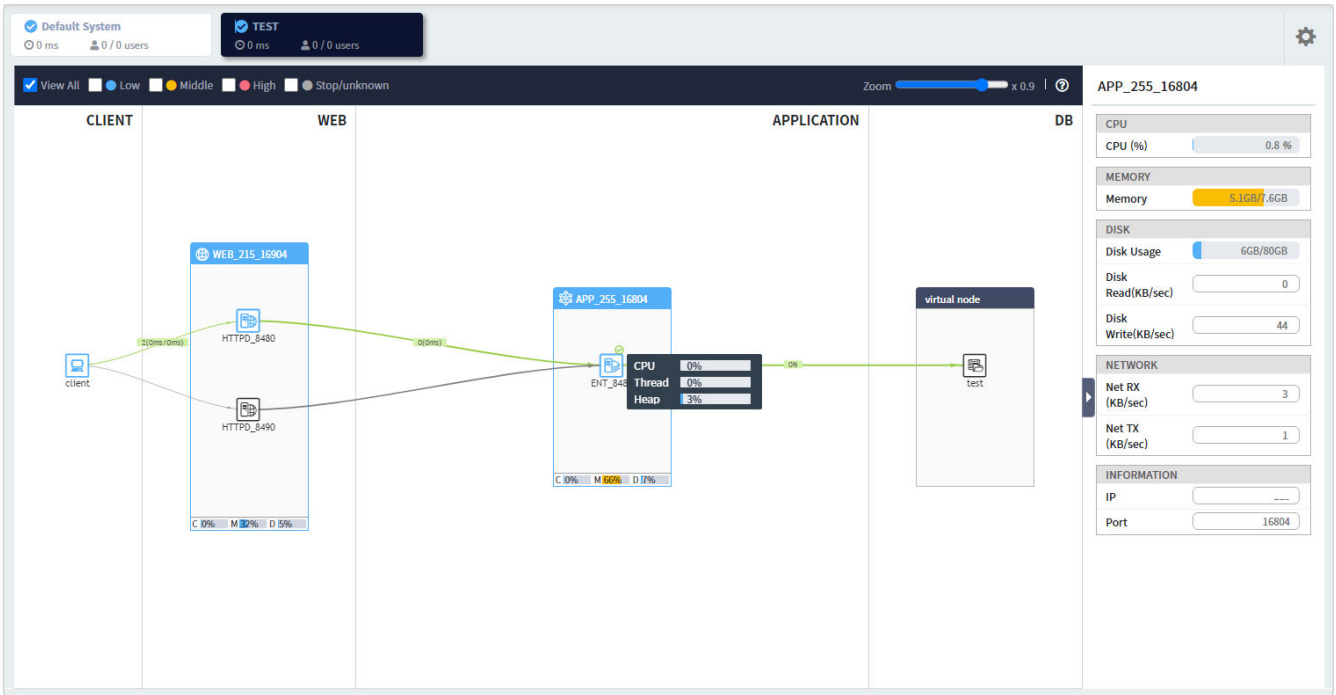 Default System
0 ms 0 / 0 users
TEST
0 ms 0 / 0 users
View All Low Middle High Stop/unknown
Zoom x 0.9
CLIENT WEB APPLICATION DB
WEB_215_16904
HTTPD_8480
HTTPD_8490
C 0% M 32% D 5%
client
2(0ms/0ms)
0(0ms)
APP_255_16804
ENT_848
CPU 0%
Thread 0%
Heap 3%
C 0% M 66% D 7%
0%
virtual node
test
APP_255_16804
CPU
CPU (%) 0.8 %
MEMORY
Memory 5.1GB/7.6GB
DISK
Disk Usage 6GB/80GB
Disk
Read(KB/sec) 0
Disk
Write(KB/sec) 44
NETWORK
Net RX
(KB/sec) 3
Net TX
(KB/sec) 1
INFORMATION
IP
Port 16804